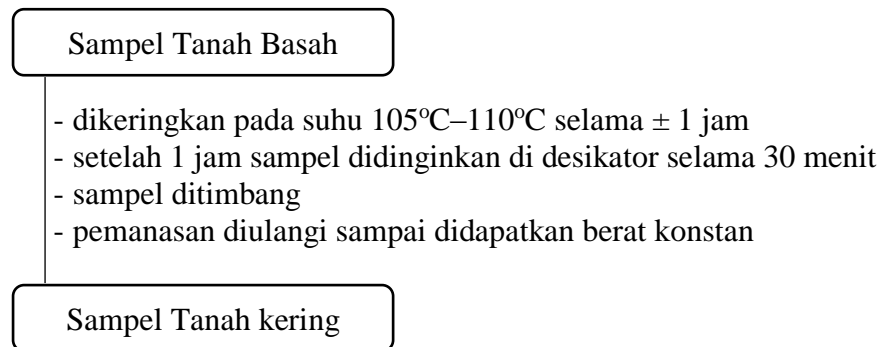 Sampel Tanah Basah
- dikeringkan pada suhu 105ºC–110ºC selama ± 1 jam
- setelah 1 jam sampel didinginkan di desikator selama 30 menit
- sampel ditimbang
- pemanasan diulangi sampai didapatkan berat konstan
Sampel Tanah kering